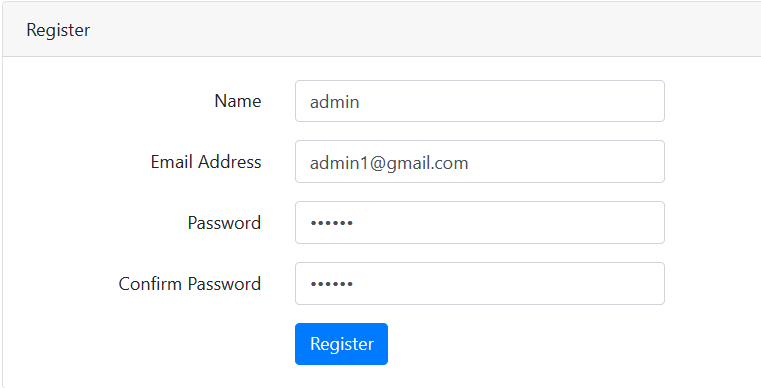 Register
Name admin
Email Address admin1@gmail.com
Password ••••••
Confirm Password ••••••
Register